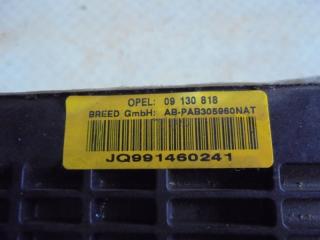 OPEL: 09 130 818
BREED GmbH: AB-PAB305960NAT
JQ991460241